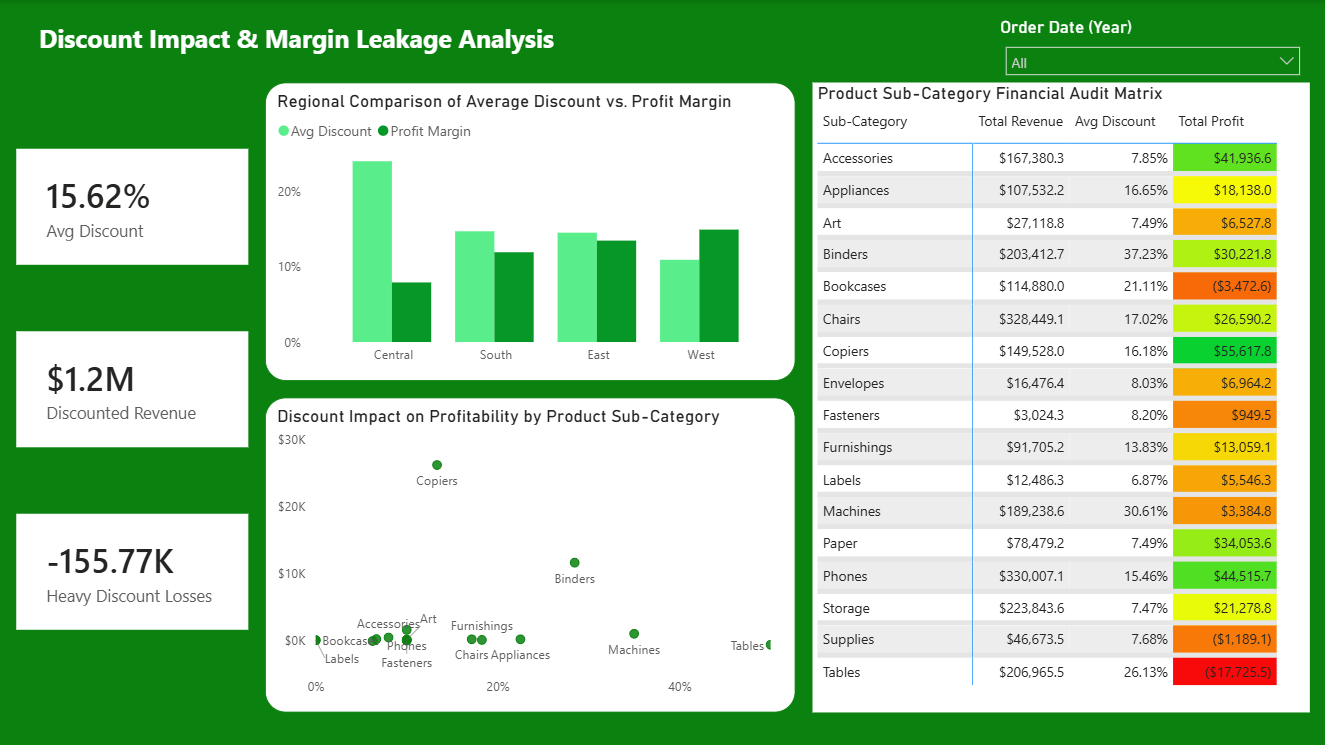 Discount Impact & Margin Leakage Analysis
Order Date (Year)
All
15.62%
Avg Discount
$1.2M
Discounted Revenue
-155.77K
Heavy Discount Losses
Regional Comparison of Average Discount vs. Profit Margin
Avg Discount Profit Margin
20%
10%
0%
Central South East West
Discount Impact on Profitability by Product Sub-Category
$30K
$20K
$10K
$0K
Copiers
Binders
Accessories Art Furnishings
Bookcases Phones Chairs Appliances Machines Tables
Labels Fasteners
0% 20% 40%
Product Sub-Category Financial Audit Matrix
Sub-Category Total Revenue Avg Discount Total Profit
Accessories $167,380.3 7.85% $41,936.6
Appliances $107,532.2 16.65% $18,138.0
Art $27,118.8 7.49% $6,527.8
Binders $203,412.7 37.23% $30,221.8
Bookcases $114,880.0 21.11% ($3,472.6)
Chairs $328,449.1 17.02% $26,590.2
Copiers $149,528.0 16.18% $55,617.8
Envelopes $16,476.4 8.03% $6,964.2
Fasteners $3,024.3 8.20% $949.5
Furnishings $91,705.2 13.83% $13,059.1
Labels $12,486.3 6.87% $5,546.3
Machines $189,238.6 30.61% $3,384.8
Paper $78,479.2 7.49% $34,053.6
Phones $330,007.1 15.46% $44,515.7
Storage $223,843.6 7.47% $21,278.8
Supplies $46,673.5 7.68% ($1,189.1)
Tables $206,965.5 26.13% ($17,725.5)